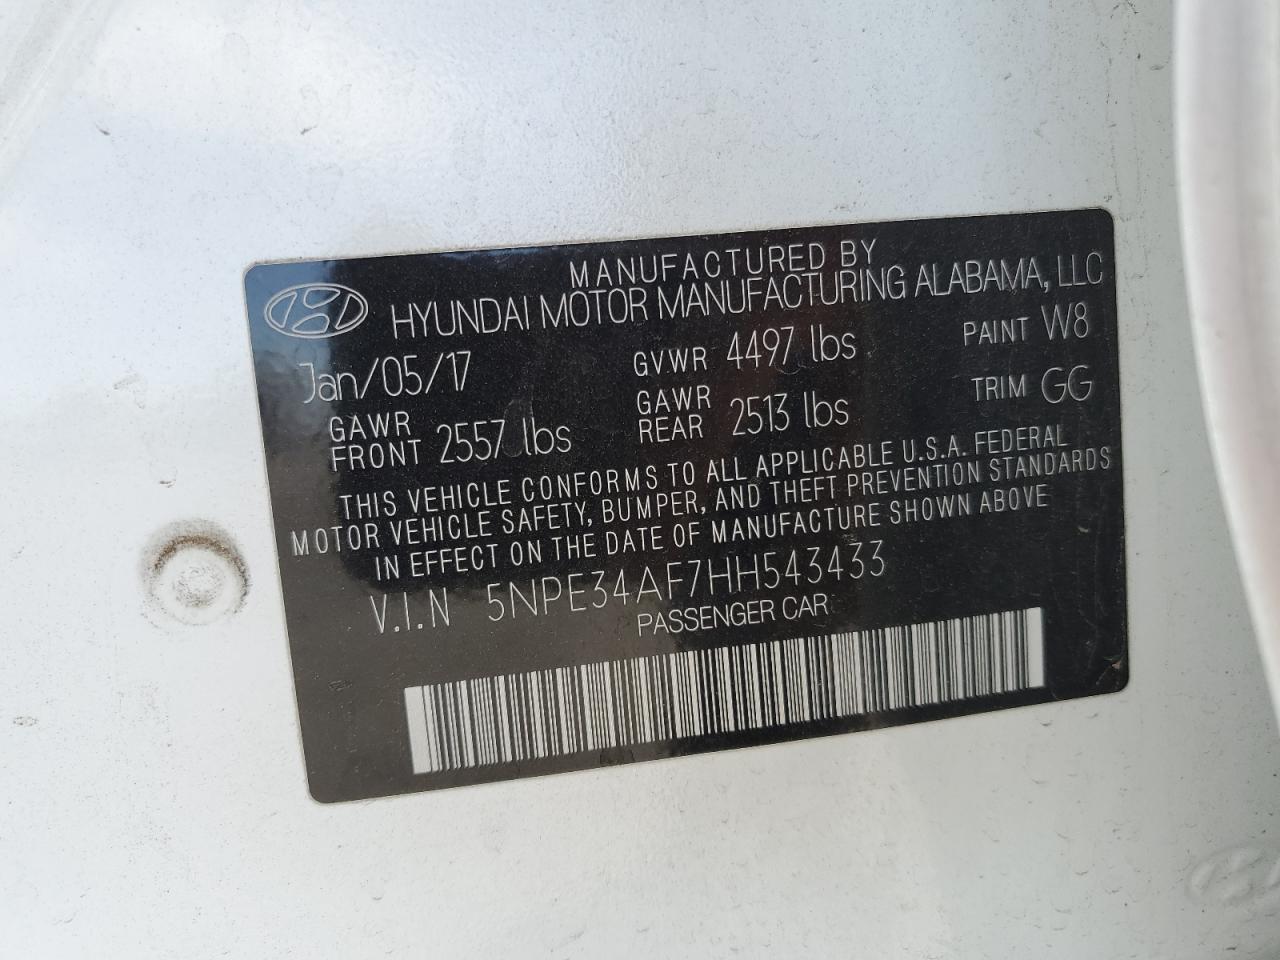 MANUFACTURED BY
HYUNDAI MOTOR MANUFACTURING ALABAMA, LLC
Jan/05/17 GVWR 4497 lbs PAINT W8
GAWR FRONT 2557 lbs GAWR REAR 2513 lbs TRIM GG
THIS VEHICLE CONFORMS TO ALL APPLICABLE U.S.A. FEDERAL
MOTOR VEHICLE SAFETY, BUMPER, AND THEFT PREVENTION STANDARDS
IN EFFECT ON THE DATE OF MANUFACTURE SHOWN ABOVE
V.I.N 5NPE34AF7HH543433
PASSENGER CAR